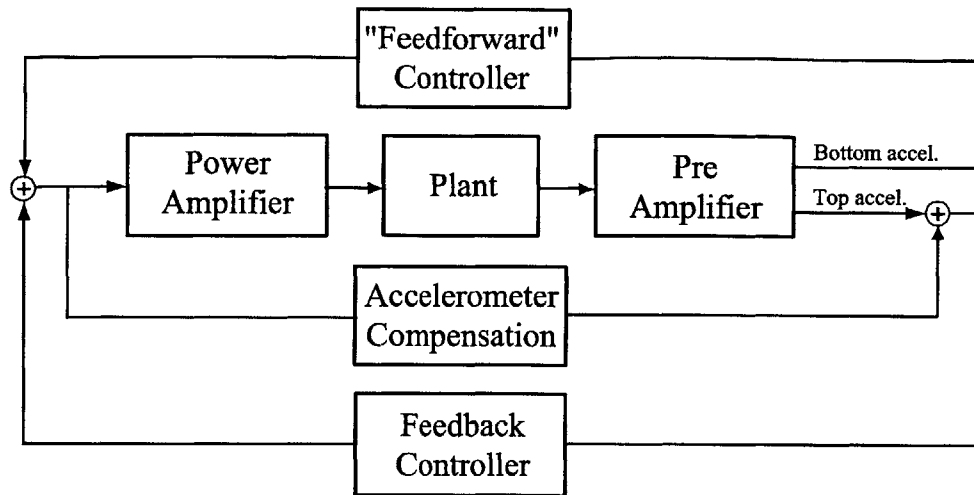 "Feedforward"
Controller
Power
Amplifier
Plant
Pre
Amplifier
Bottom accel.
Top accel.
Accelerometer
Compensation
Feedback
Controller